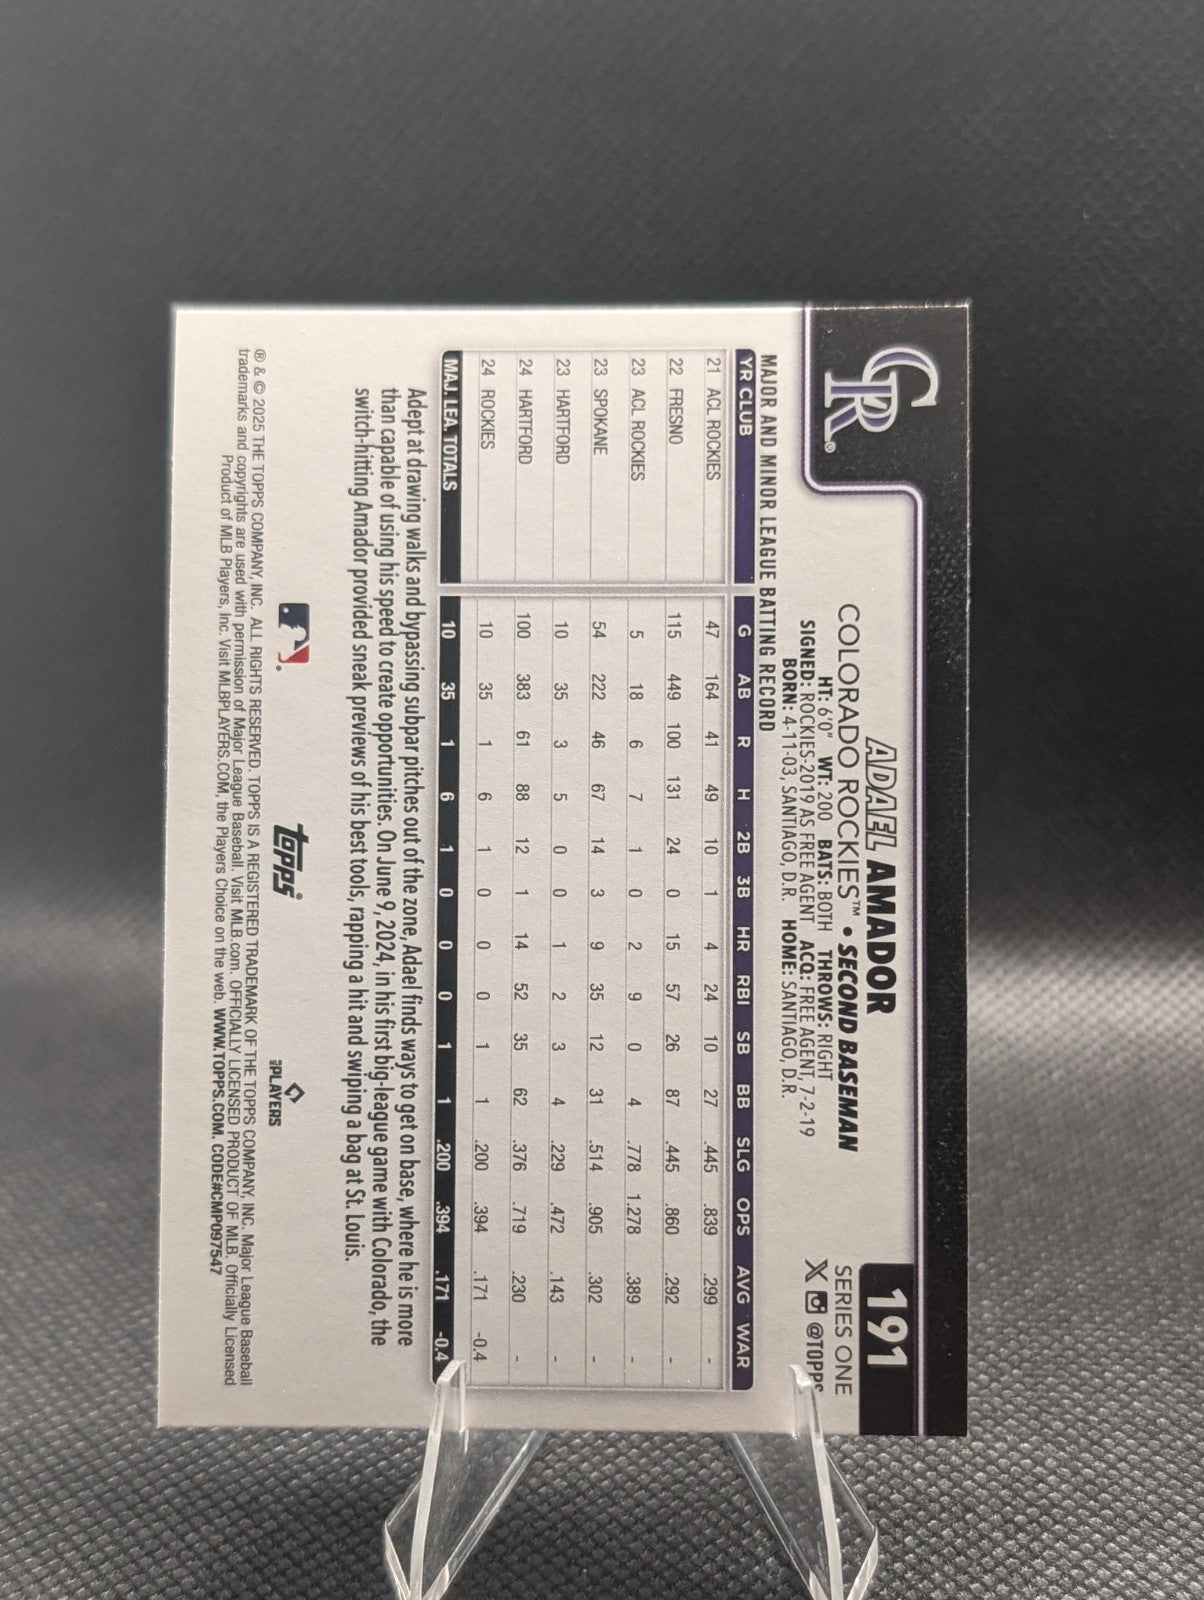 CR®
191
ADAEL AMADOR
COLORADO ROCKIES™ • SECOND BASEMAN
SERIES ONE
HT: 6'0" WT: 200 BATS: BOTH THROWS: RIGHT
SIGNED: ROCKIES-2019 AS FREE AGENT ACQ: FREE AGENT, 7-2-19
BORN: 4-11-03, SANTIAGO, D.R. HOME: SANTIAGO, D.R.
X @TOPPS
MAJOR AND MINOR LEAGUE BATTING RECORD
YR CLUB G AB R H 2B 3B HR RBI SB BB SLG OPS AVG WAR
21 ACL ROCKIES 47 164 41 49 10 1 4 24 10 27 .445 .839 .299 -
22 FRESNO 115 449 100 131 24 0 15 57 26 87 .445 .860 .292 -
23 ACL ROCKIES 5 18 6 7 1 0 2 9 0 4 .778 1.278 .389 -
23 SPOKANE 54 222 46 67 14 3 9 35 12 31 .514 .905 .302 -
23 HARTFORD 10 35 3 5 0 0 1 2 3 4 .229 .472 .143 -
24 HARTFORD 100 383 61 88 12 1 14 52 35 62 .376 .719 .230 -
24 ROCKIES 10 35 1 6 1 0 0 0 1 1 .200 .394 .171 -0.4
MAJ. LEA. TOTALS 10 35 1 6 1 0 0 0 1 1 .200 .394 .171 -0.4
Adept at drawing walks and bypassing subpar pitches out of the zone, Adael finds ways to get on base, where he is more
than capable of using his speed to create opportunities. On June 9, 2024, in his first big-league game with Colorado, the
switch-hitting Amador provided sneak previews of his best tools, rapping a hit and swiping a bag at St. Louis.
topps®
MLB PLAYERS
® & © 2025 THE TOPPS COMPANY, INC. ALL RIGHTS RESERVED. TOPPS IS A REGISTERED TRADEMARK OF THE TOPPS COMPANY, INC. Major League Baseball
trademarks and copyrights are used with permission of Major League Baseball. Visit MLB.com. OFFICIALLY LICENSED PRODUCT OF MLB. Officially Licensed
Product of MLB Players, Inc. Visit MLBPLAYERS.COM, the Players Choice on the web. WWW.TOPPS.COM. CODE#CMP097547